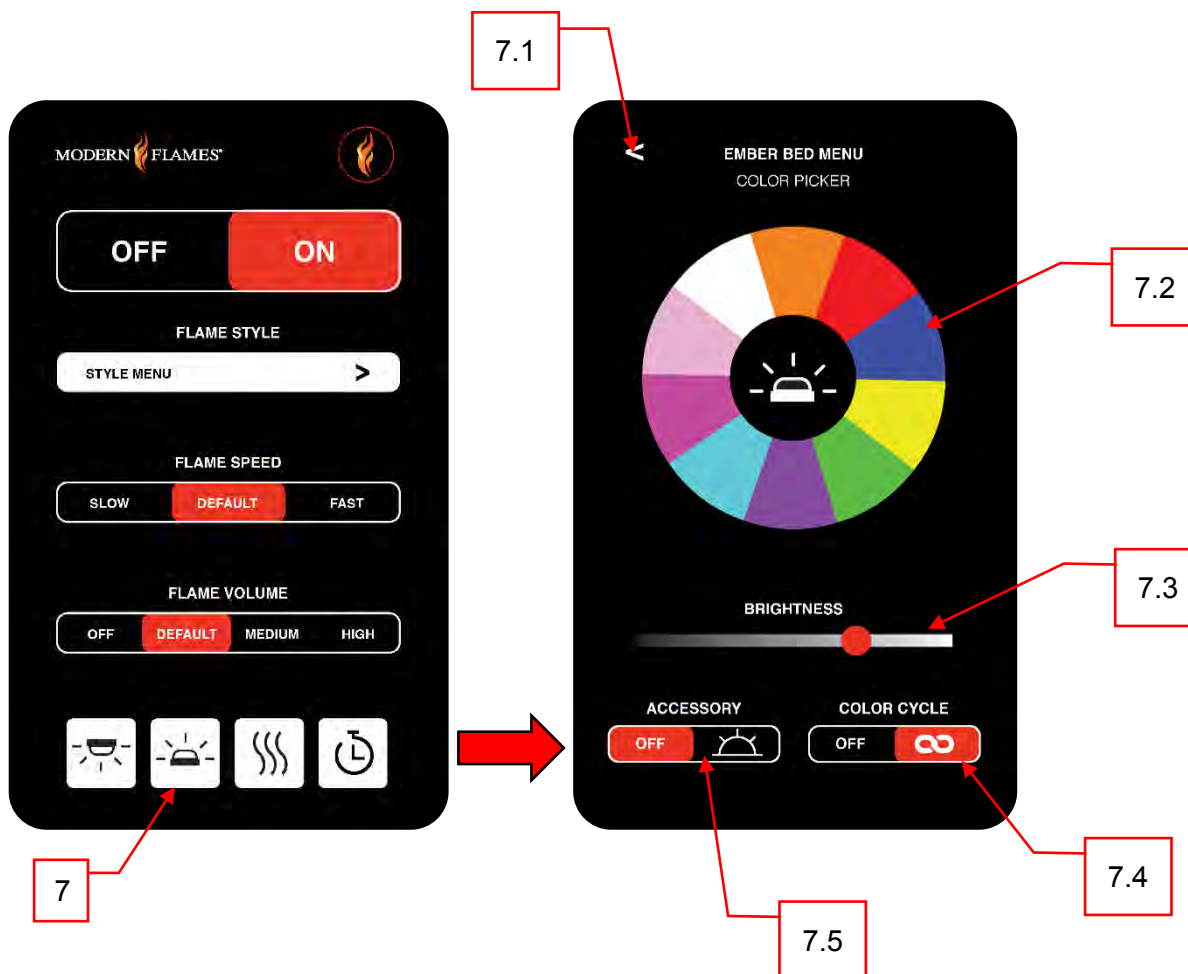 7.1
MODERN FLAMES®
OFF ON
FLAME STYLE
STYLE MENU >
FLAME SPEED
SLOW DEFAULT FAST
FLAME VOLUME
OFF DEFAULT MEDIUM HIGH
7
<
EMBER BED MENU
COLOR PICKER
7.2
BRIGHTNESS
7.3
ACCESSORY COLOR CYCLE
OFF OFF ∞
7.4
7.5